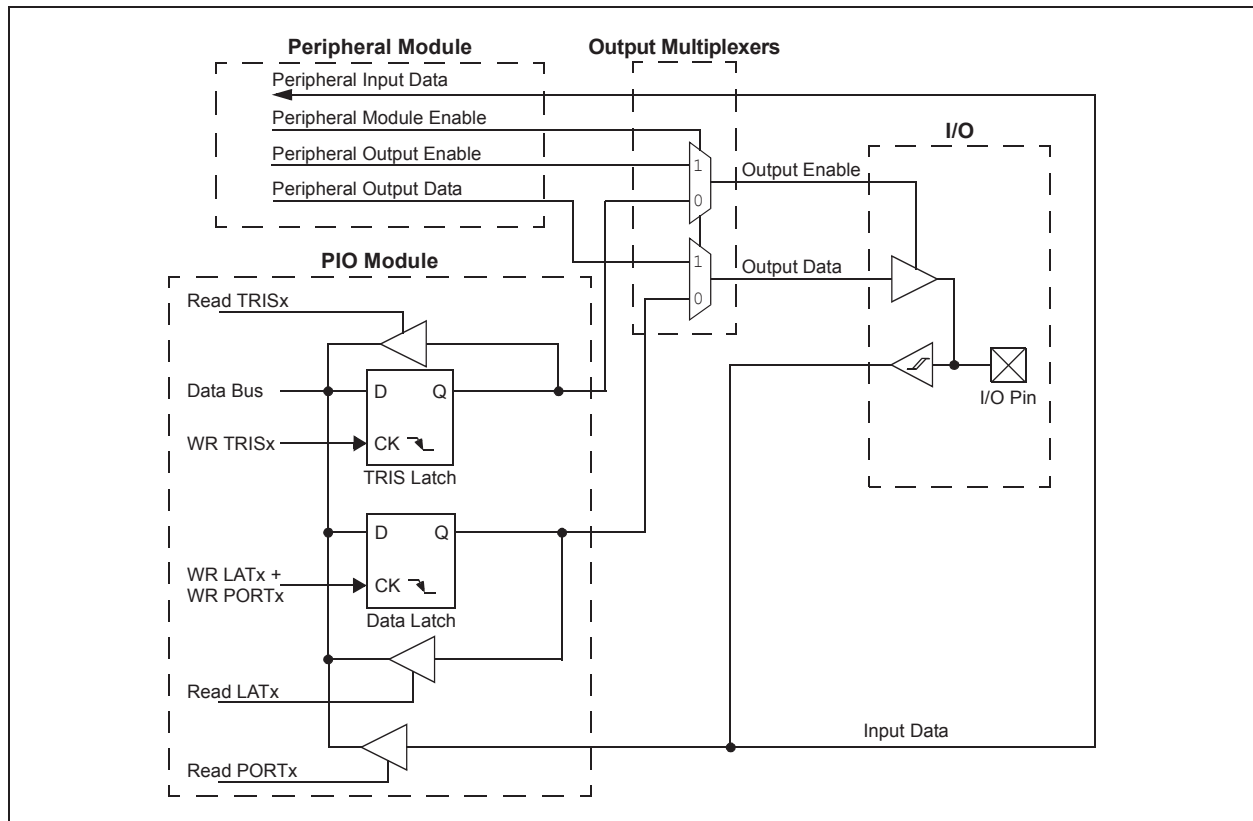 Peripheral Module
Output Multiplexers
Peripheral Input Data
Peripheral Module Enable
Peripheral Output Enable
Peripheral Output Data
1
0
Output Enable
1
0
Output Data
I/O
I/O Pin
PIO Module
Read TRISx
Data Bus
D Q
WR TRISx
CK
TRIS Latch
D Q
WR LATx +
WR PORTx
CK
Data Latch
Read LATx
Input Data
Read PORTx